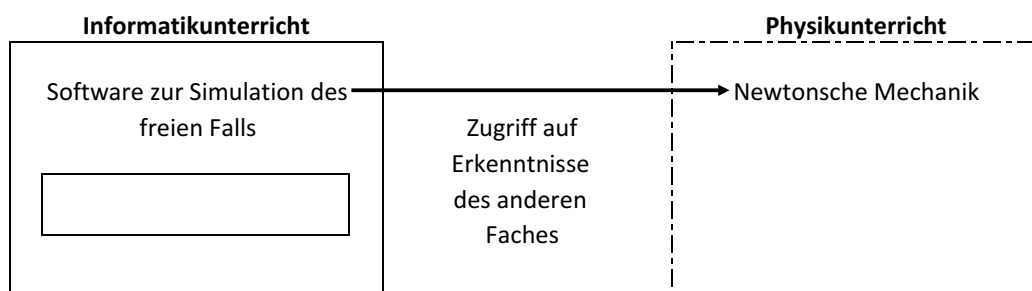 Informatikunterricht
Physikunterricht
Software zur Simulation des
freien Falls
Newtonsche Mechanik
Zugriff auf
Erkenntnisse
des anderen
Faches